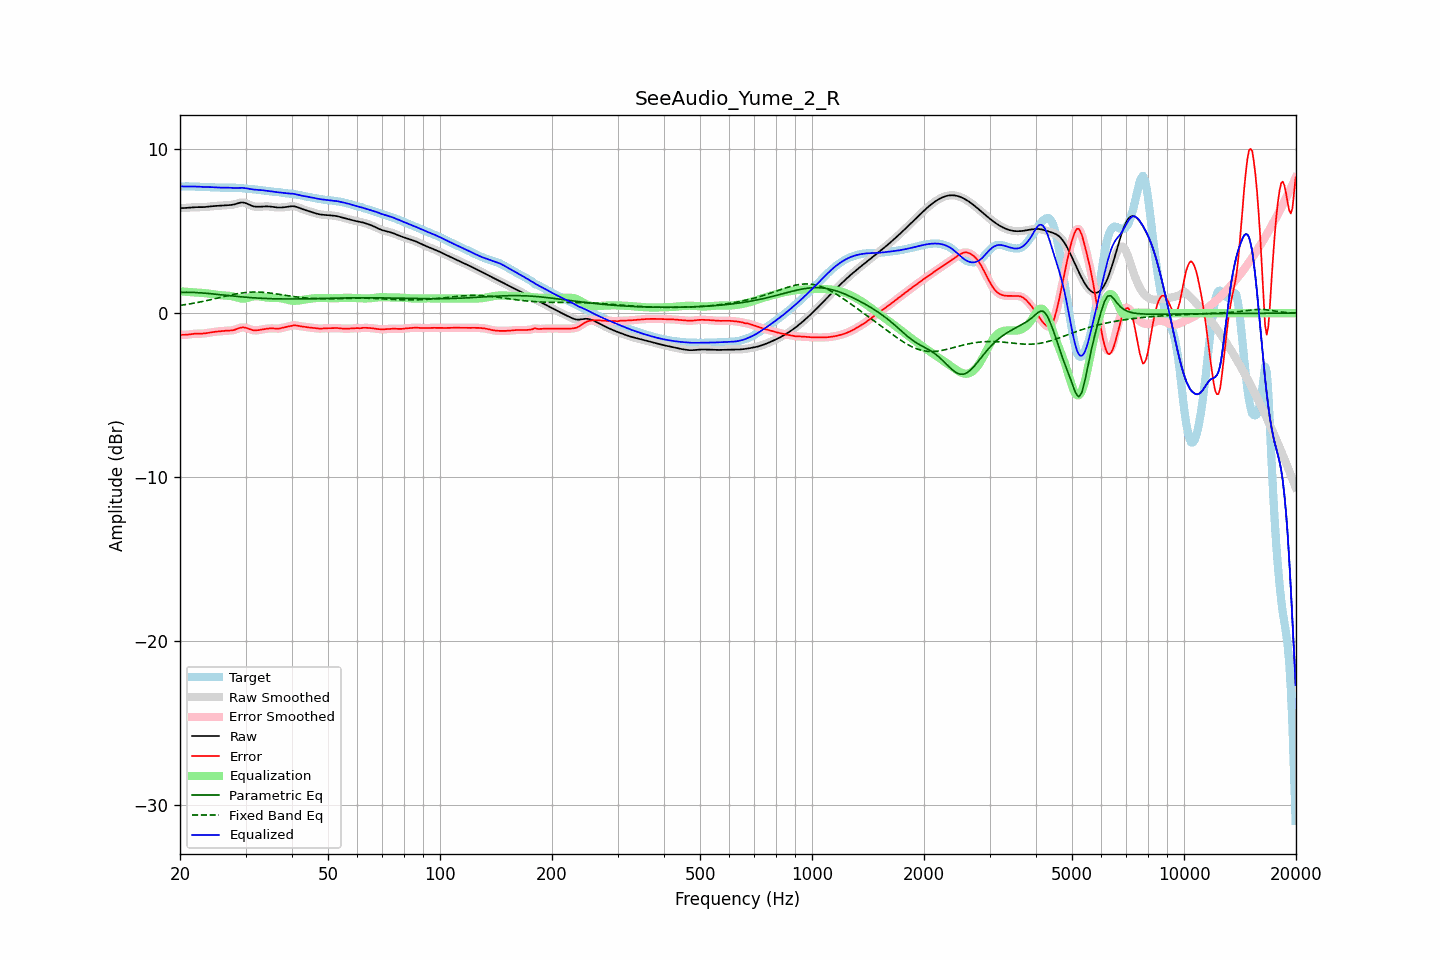 SeeAudio_Yume_2_R
10
0
−10
−20
−30
Amplitude (dBr)
Target
Raw Smoothed
Error Smoothed
Raw
Error
Equalization
Parametric Eq
Fixed Band Eq
Equalized
20 50 100 200 500 1000 2000 5000 10000 20000
Frequency (Hz)